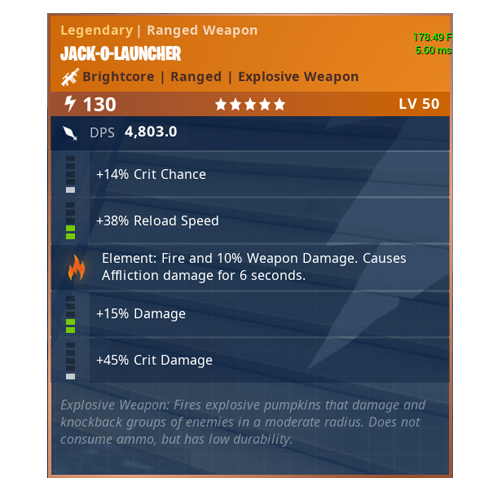 Legendary | Ranged Weapon
178.49 F
5.60 ms
JACK-O-LAUNCHER
Brightcore | Ranged | Explosive Weapon
130 LV 50
DPS 4,803.0
+14% Crit Chance
+38% Reload Speed
Element: Fire and 10% Weapon Damage. Causes
Affliction damage for 6 seconds.
+15% Damage
+45% Crit Damage
Explosive Weapon: Fires explosive pumpkins that damage and
knockback groups of enemies in a moderate radius. Does not
consume ammo, but has low durability.